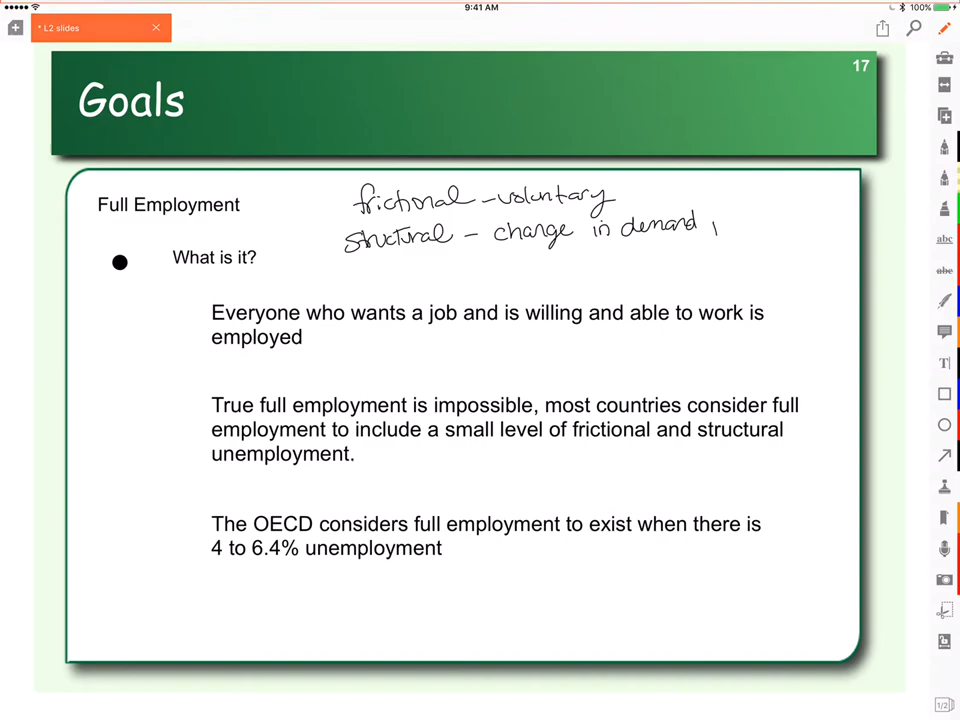 9:41 AM
100%
* L2 slides
17
Goals
frictional - voluntary
Full Employment
structural - change in demand
What is it?
Everyone who wants a job and is willing and able to work is
employed
True full employment is impossible, most countries consider full
employment to include a small level of frictional and structural
unemployment.
The OECD considers full employment to exist when there is
4 to 6.4% unemployment
abc
abc
T
1/2